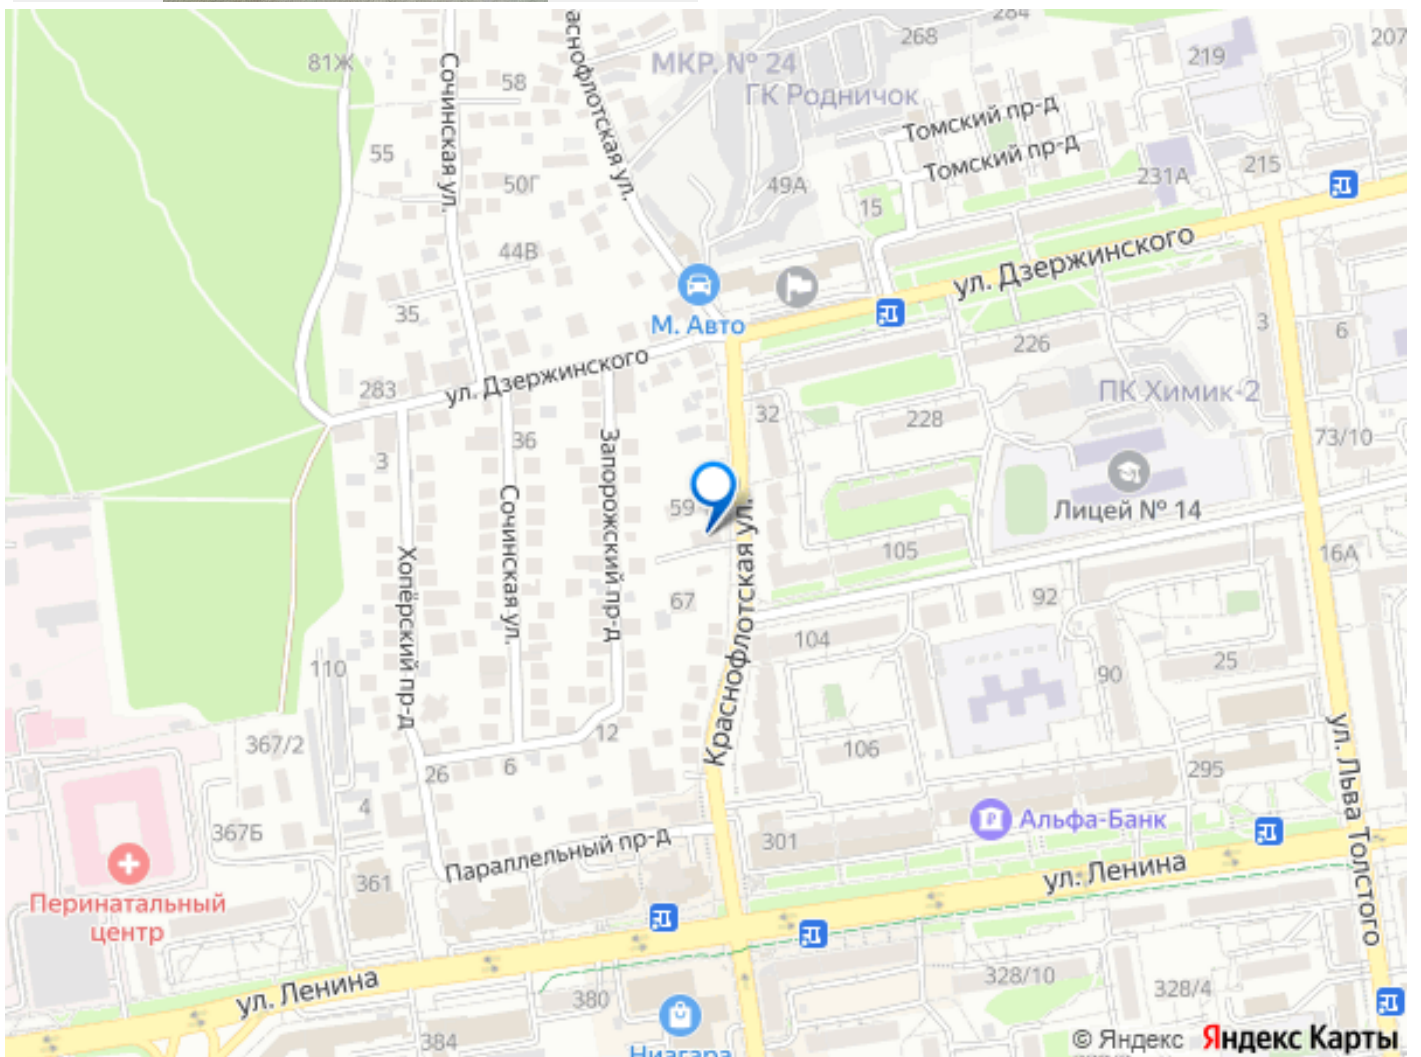 284
268
207
219
аснофлотская ул.
81Ж
Сочинская ул.
58
МКР. № 24
ГК Родничок
Томский пр-д
Томский пр-д
55
50Г
49А
15
231А
215
44В
ул. Дзержинского
35
М. Авто
3
6
226
ул. Дзержинского
283
ПК Химик-2
32
228
36
3
73/10
Запорожский пр-д
59
Лицей № 14
Сочинская ул.
Хопёрский пр-д
Краснофлотская ул.
105
16А
67
92
104
110
90
25
12
367/2
106
26
6
295
ул. Льва Толстого
4
367Б
Альфа-Банк
301
Параллельный пр-д
361
ул. Ленина
Перинатальный
центр
ул. Ленина
328/10
328/4
380
384
Ниагара
© Яндекс Яндекс Карты